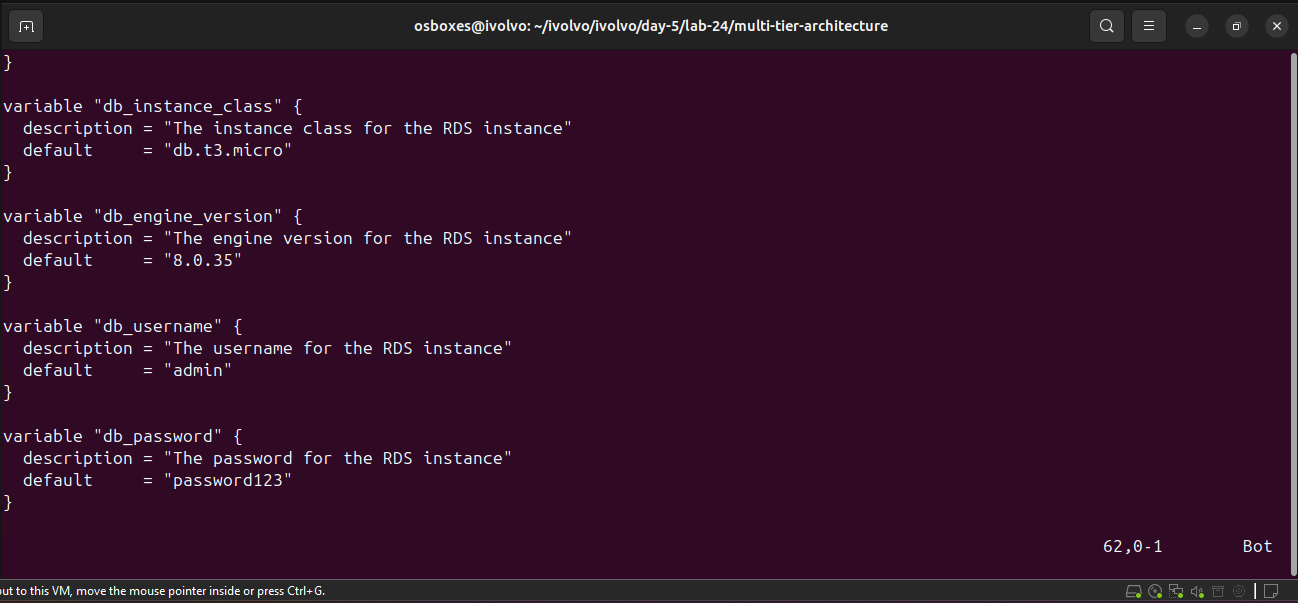 osboxes@ivolvo: ~/ivolvo/ivolvo/day-5/lab-24/multi-tier-architecture
}
variable "db_instance_class" {
  description = "The instance class for the RDS instance"
  default     = "db.t3.micro"
}
variable "db_engine_version" {
  description = "The engine version for the RDS instance"
  default     = "8.0.35"
}
variable "db_username" {
  description = "The username for the RDS instance"
  default     = "admin"
}
variable "db_password" {
  description = "The password for the RDS instance"
  default     = "password123"
}
62,0-1 Bot
out to this VM, move the mouse pointer inside or press Ctrl+G.